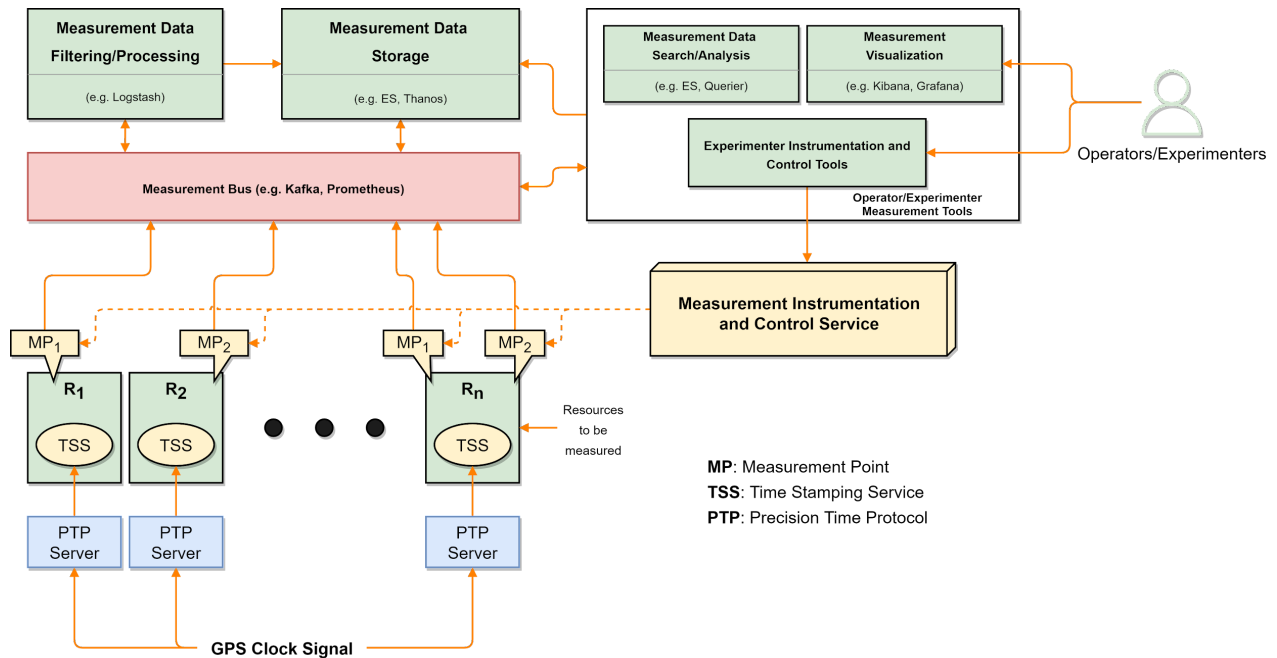 Measurement Data
Filtering/Processing
(e.g. Logstash)
Measurement Data
Storage
(e.g. ES, Thanos)
Measurement Data
Search/Analysis
(e.g. ES, Querier)
Measurement
Visualization
(e.g. Kibana, Grafana)
Experimenter Instrumentation and
Control Tools
Operator/Experimenter
Measurement Tools
Operators/Experimenters
Measurement Bus (e.g. Kafka, Prometheus)
Measurement Instrumentation
and Control Service
MP1
MP2
MP1
MP2
R1
R2
Rn
TSS
TSS
TSS
Resources
to be
measured
PTP
Server
PTP
Server
PTP
Server
MP: Measurement Point
TSS: Time Stamping Service
PTP: Precision Time Protocol
GPS Clock Signal